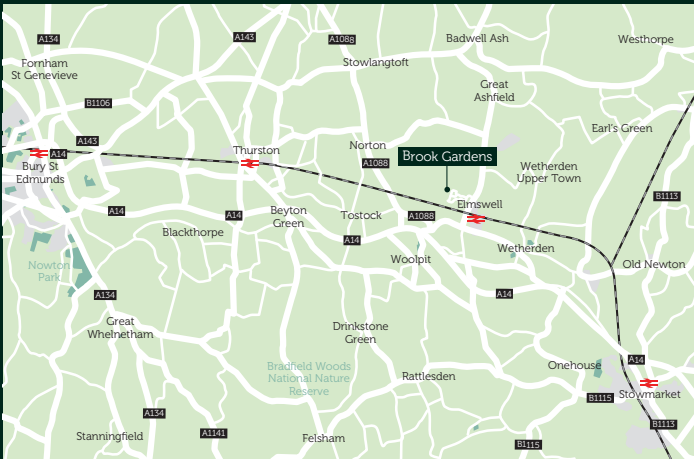 A134
A143
A1088
Badwell Ash
Westhorpe
Fornham
St Genevieve
Stowlangtoft
Great
Ashfield
B1106
Earl's Green
A143
Norton
Thurston
A14
Brook Gardens
A1088
Bury St
Edmunds
Wetherden
Upper Town
B1113
Elmswell
A14
A14
Beyton
Green
Tostock
A1088
Blackthorpe
A14
Wetherden
Woolpit
Nowton
Park
Old Newton
A134
A14
Great
Whelnetham
Drinkstone
Green
A14
Bradfield Woods
National Nature
Reserve
Onehouse
Rattlesden
Stowmarket
B1115
A134
B1113
A1141
Stanningfield
Felsham
B1115